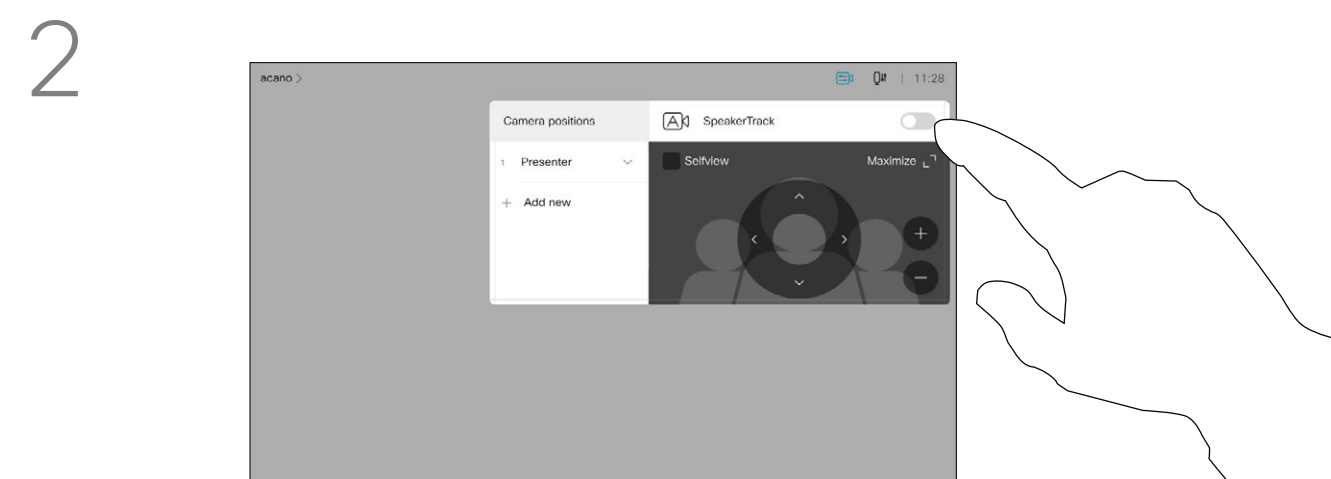 2
acano >
11:28
Camera positions
A
SpeakerTrack
1 Presenter
Selfview
Maximize
+ Add new
+
−